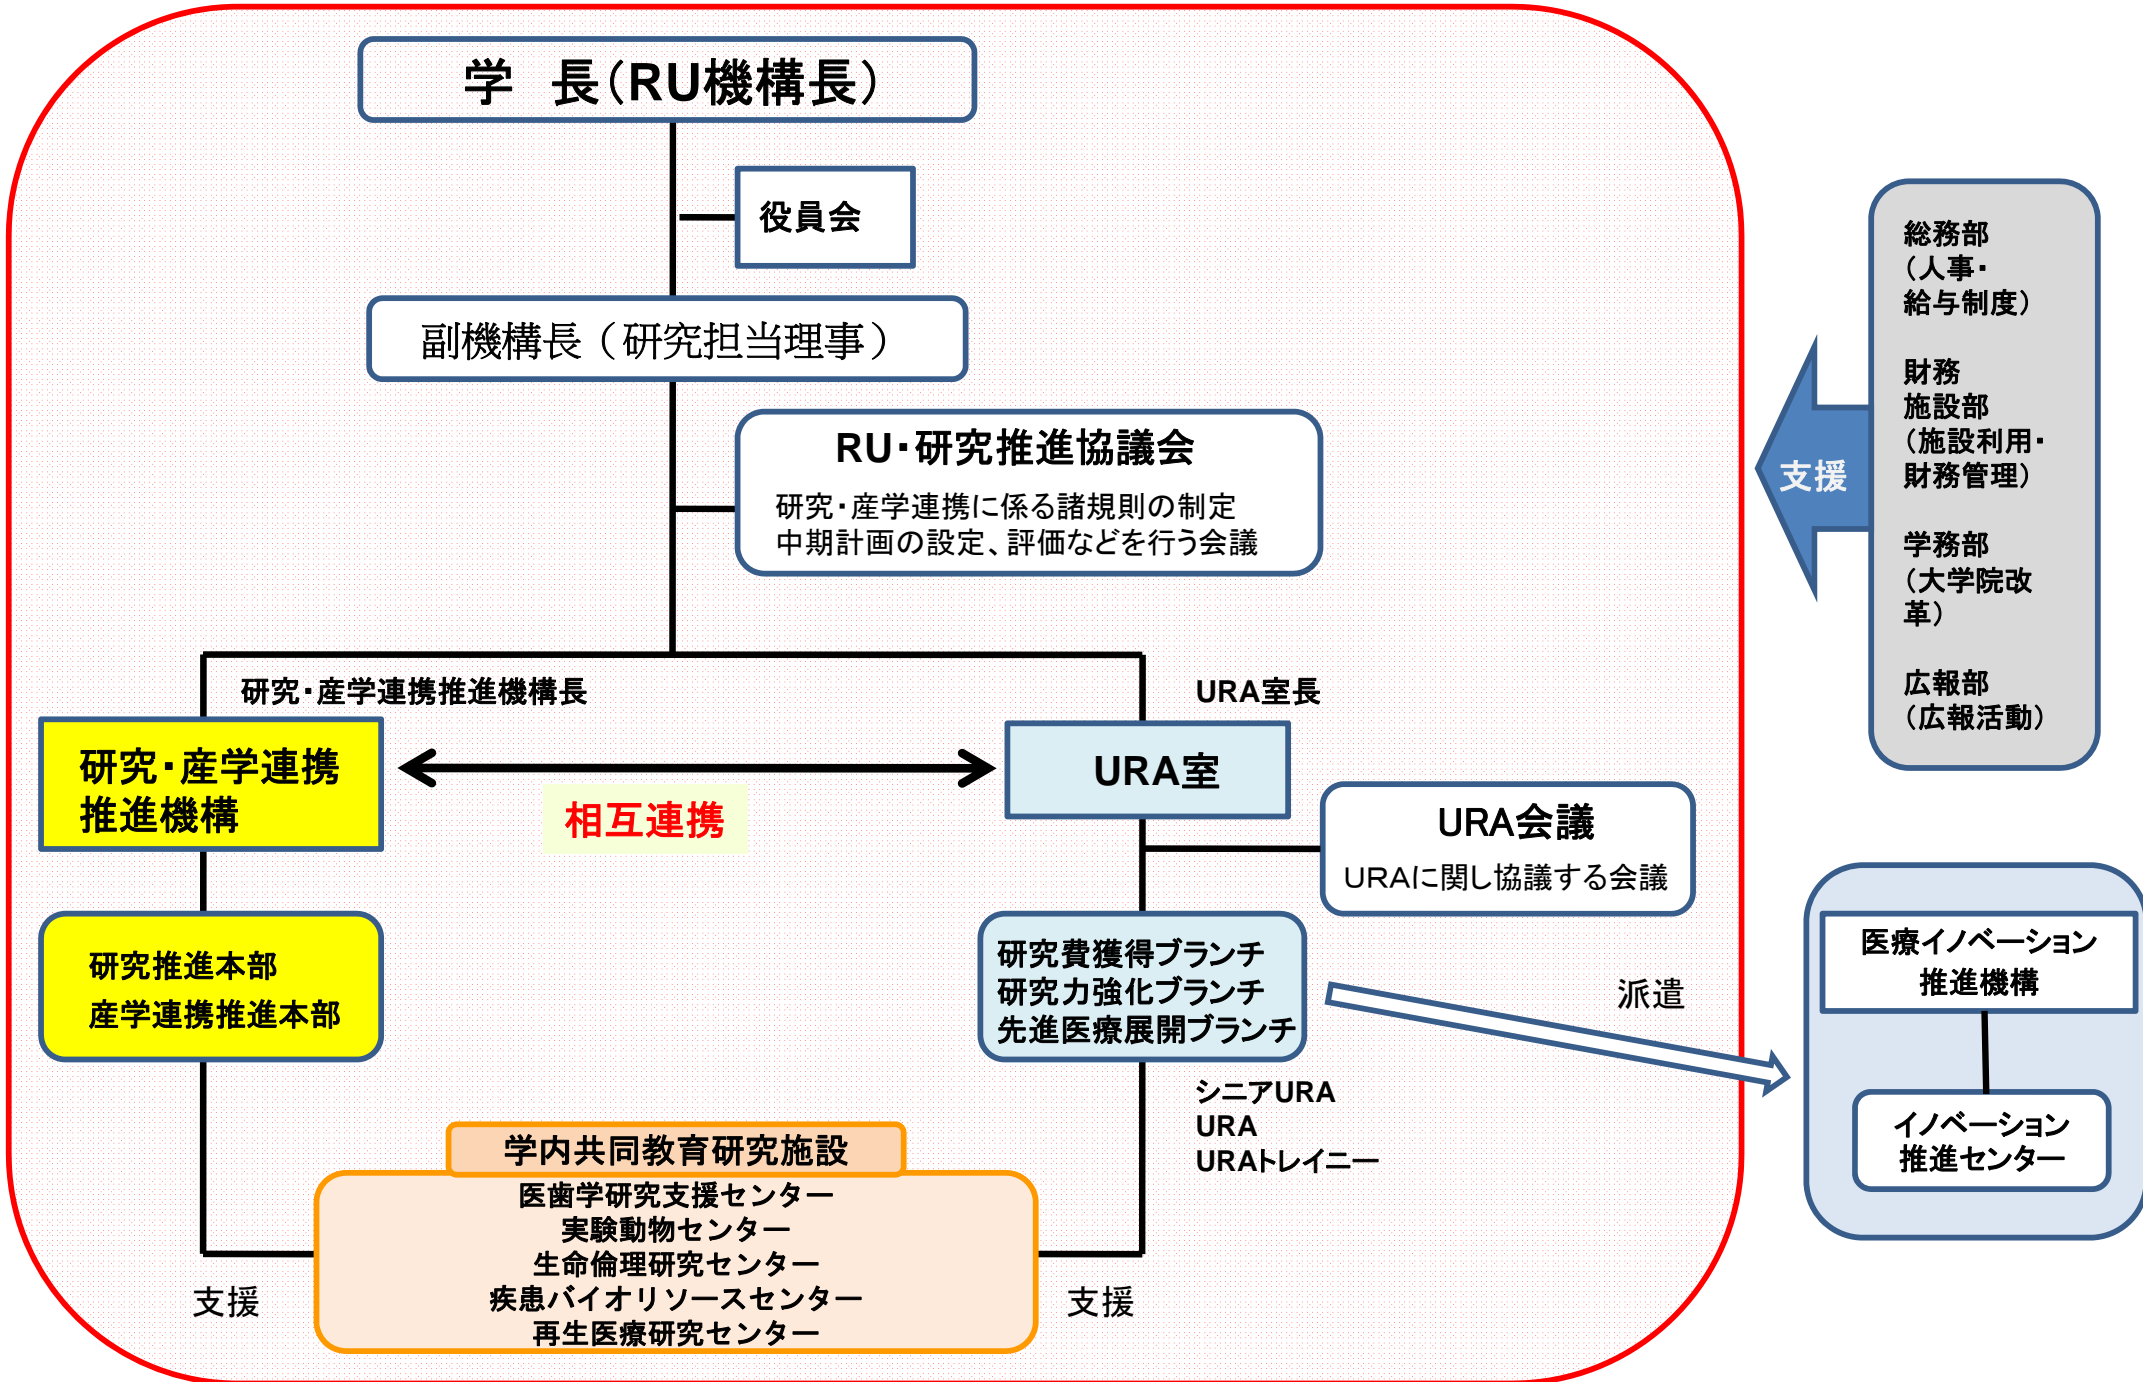 学　長（RU機構長）
役員会
副機構長（研究担当理事）
RU・研究推進協議会
研究・産学連携に係る諸規則の制定
中期計画の設定、評価などを行う会議
研究・産学連携推進機構長
URA室長
研究・産学連携
推進機構
相互連携
URA室
URA会議
ＵＲＡに関し協議する会議
研究推進本部
産学連携推進本部
研究費獲得ブランチ
研究力強化ブランチ
先進医療展開ブランチ
派遣
シニアURA
URA
URAトレイニー
学内共同教育研究施設
医歯学研究支援センター
実験動物センター
生命倫理研究センター
疾患バイオリソースセンター
再生医療研究センター
支援
支援
支援
総務部
（人事・
給与制度）
財務
施設部
（施設利用・
財務管理）
学務部
（大学院改
革）
広報部
（広報活動）
医療イノベーション
推進機構
イノベーション
推進センター